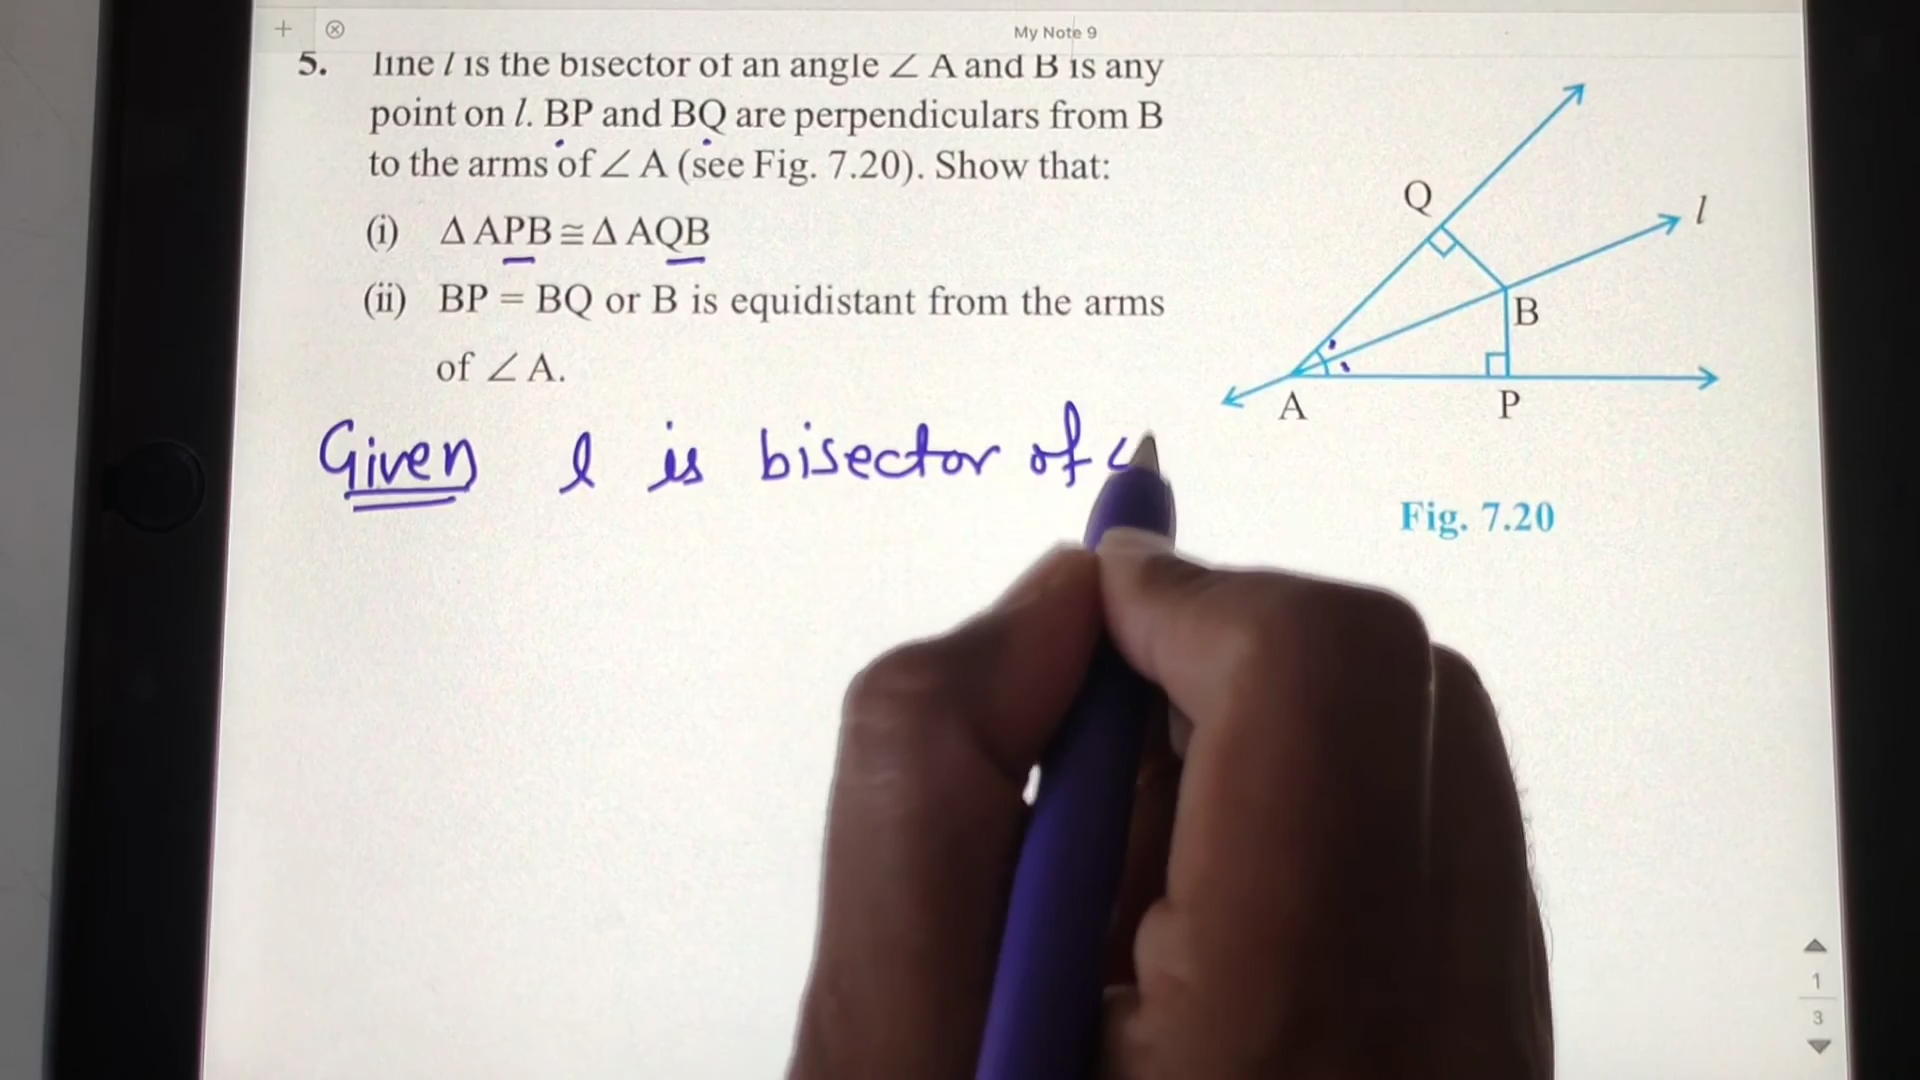 My Note 9
5. line l is the bisector of an angle ∠ A and B is any
point on l. BP and BQ are perpendiculars from B
to the arms of ∠ A (see Fig. 7.20). Show that:
(i) Δ APB ≅ Δ AQB
(ii) BP = BQ or B is equidistant from the arms
of ∠ A.
Q
l
B
A
P
Fig. 7.20
Given l is bisector of
1
3